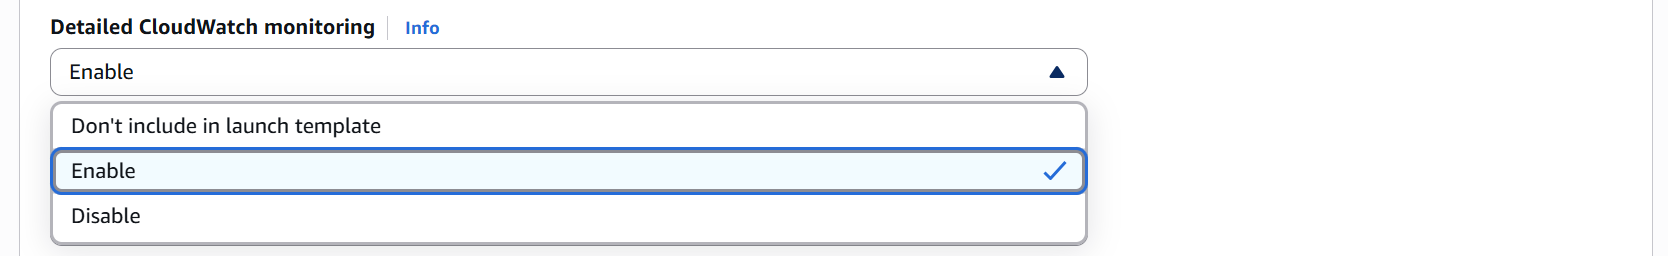 Detailed CloudWatch monitoring Info
Enable
Don't include in launch template
Enable
Disable